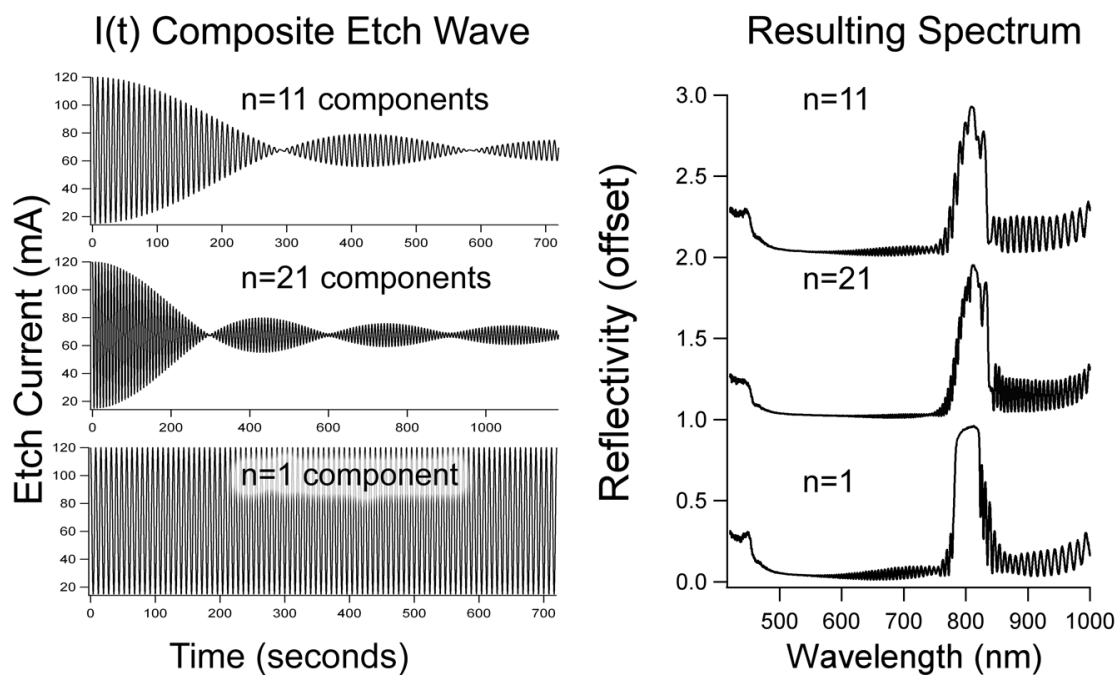 I(t) Composite Etch Wave
Resulting Spectrum
Etch Current (mA)
120
100
80
60
40
20
n=11 components
0 100 200 300 400 500 600 700
120
100
80
60
40
20
n=21 components
0 200 400 600 800 1000
120
100
80
60
40
20
n=1 component
0 100 200 300 400 500 600 700
Time (seconds)
Reflectivity (offset)
3.0
2.5
2.0
1.5
1.0
0.5
0.0
n=11
n=21
n=1
500 600 700 800 900 1000
Wavelength (nm)